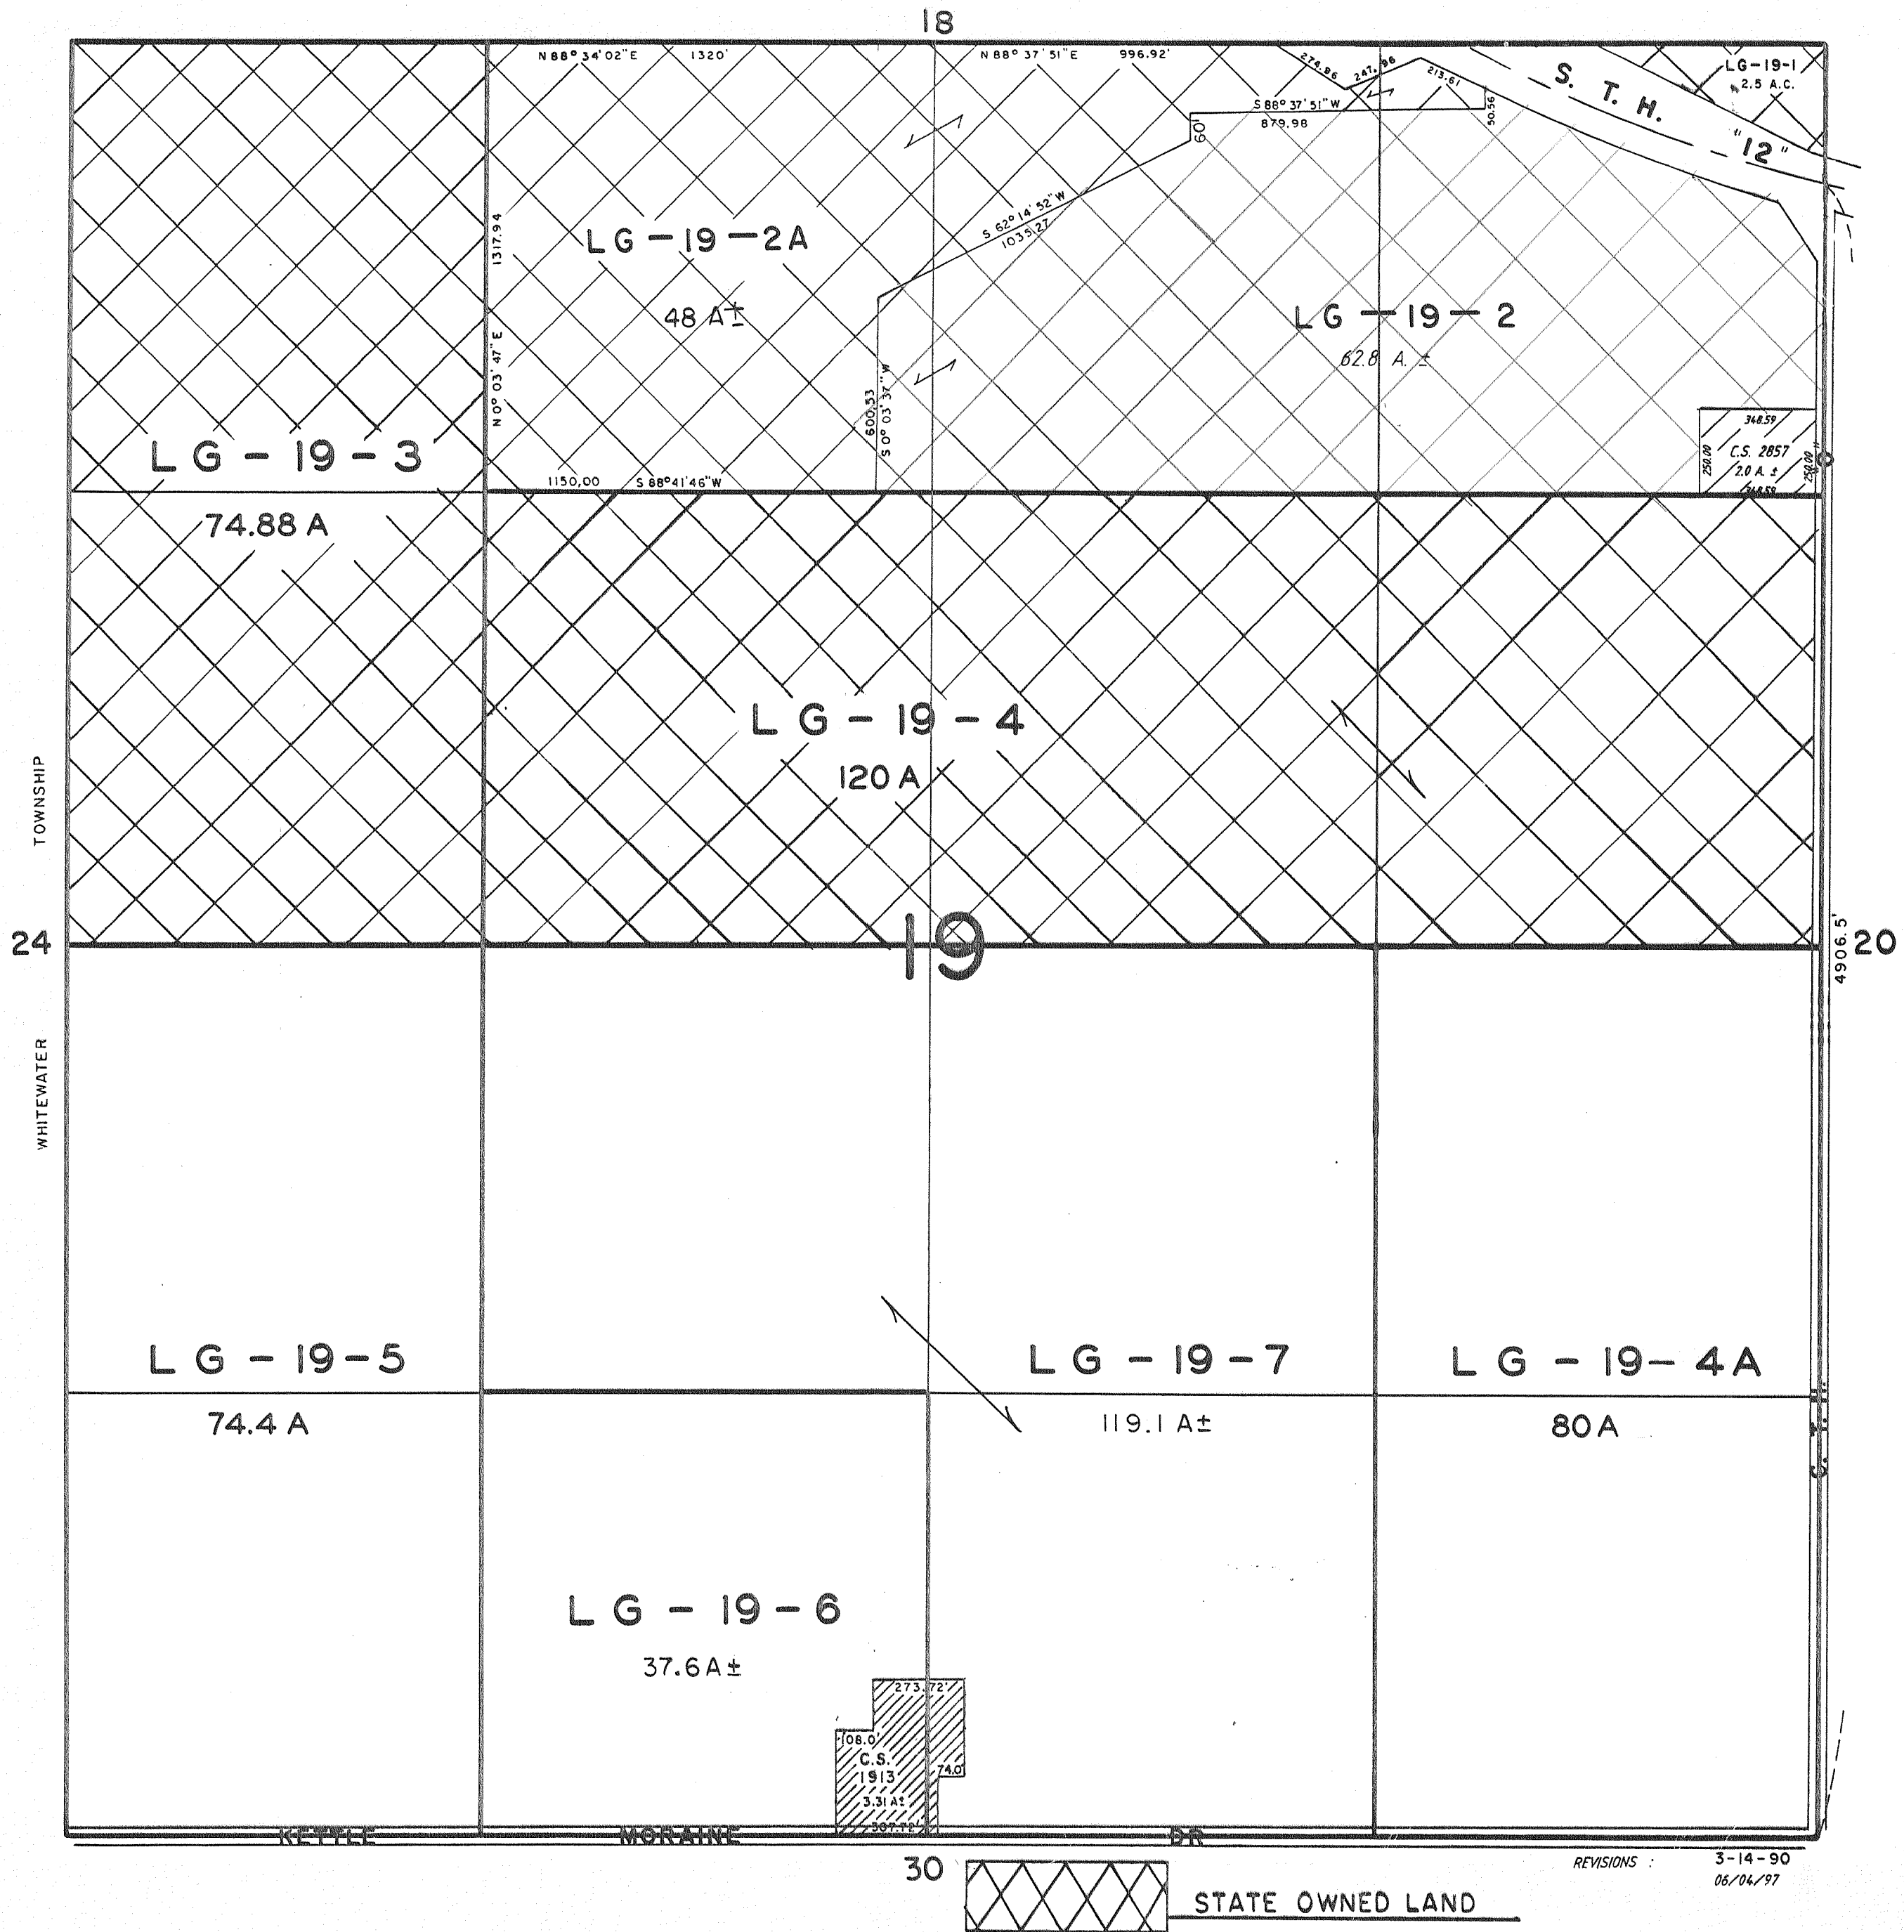 18
N 88° 34' 02" E 1320'
N 88° 37' 51" E 996.92'
274.96
247.96
213.61
50.56
S 88° 37' 51" W
879.98
60'
S. T. H. "12"
LG-19-1
2.5 A.C.
1317.94
N 0° 03' 47" E
LG-19-2A
48 A±
S 62° 14' 52" W
1035.27
600.53
S 0° 03' 37" W
LG-19-2
62.8 A. ±
348.59
C.S. 2857
2.0 A. ±
250.00
250.00
348.59
LG-19-3
74.88 A
1150.00 S 88° 41' 46" W
LG-19-4
120 A
TOWNSHIP
WHITEWATER
24
19
20
4906.5'
LG-19-5
74.4 A
LG-19-7
119.1 A±
LG-19-4A
80 A
C. T. H.
LG-19-6
37.6 A±
273.72'
108.0'
C.S.
1913
3.31 A±
74.0'
307.72'
KETTLE MORAINE DR
30
STATE OWNED LAND
REVISIONS : 3-14-90
06/04/97